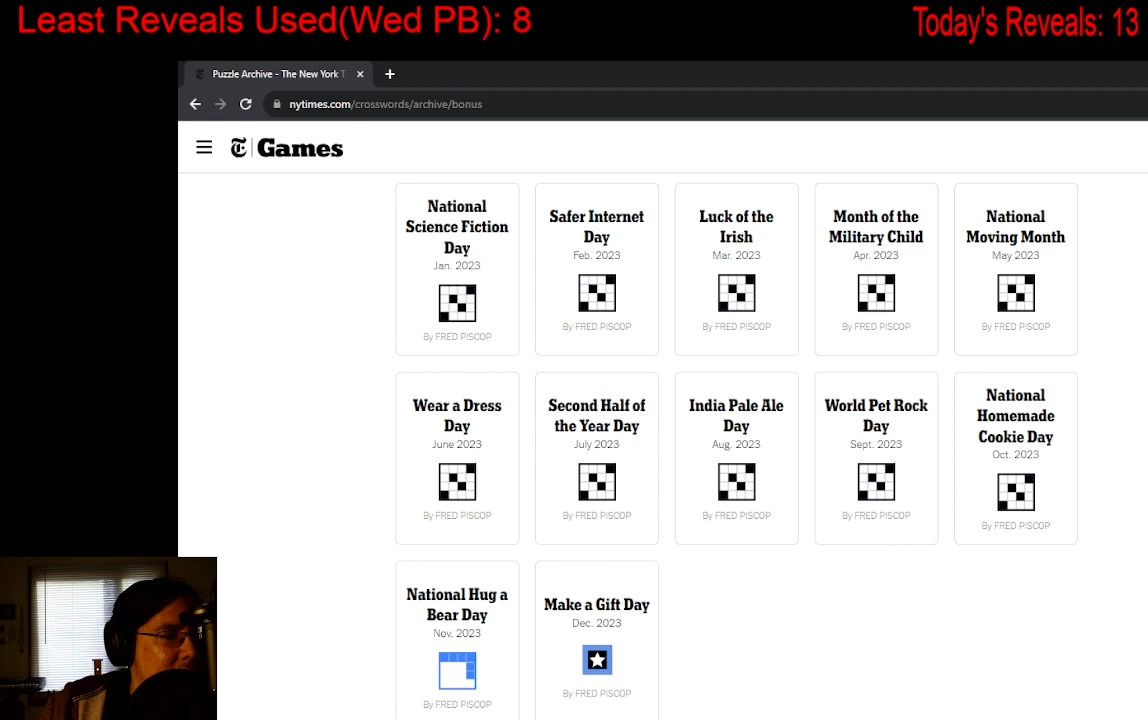 Least Reveals Used(Wed PB): 8
Today's Reveals: 13
Puzzle Archive - The New York T
nytimes.com/crosswords/archive/bonus
Games
National
Science Fiction
Day
Jan. 2023
By FRED PISCOP
Safer Internet
Day
Feb. 2023
By FRED PISCOP
Luck of the
Irish
Mar. 2023
By FRED PISCOP
Month of the
Military Child
Apr. 2023
By FRED PISCOP
National
Moving Month
May 2023
By FRED PISCOP
Wear a Dress
Day
June 2023
By FRED PISCOP
Second Half of
the Year Day
July 2023
By FRED PISCOP
India Pale Ale
Day
Aug. 2023
By FRED PISCOP
World Pet Rock
Day
Sept. 2023
By FRED PISCOP
National
Homemade
Cookie Day
Oct. 2023
By FRED PISCOP
National Hug a
Bear Day
Nov. 2023
By FRED PISCOP
Make a Gift Day
Dec. 2023
By FRED PISCOP